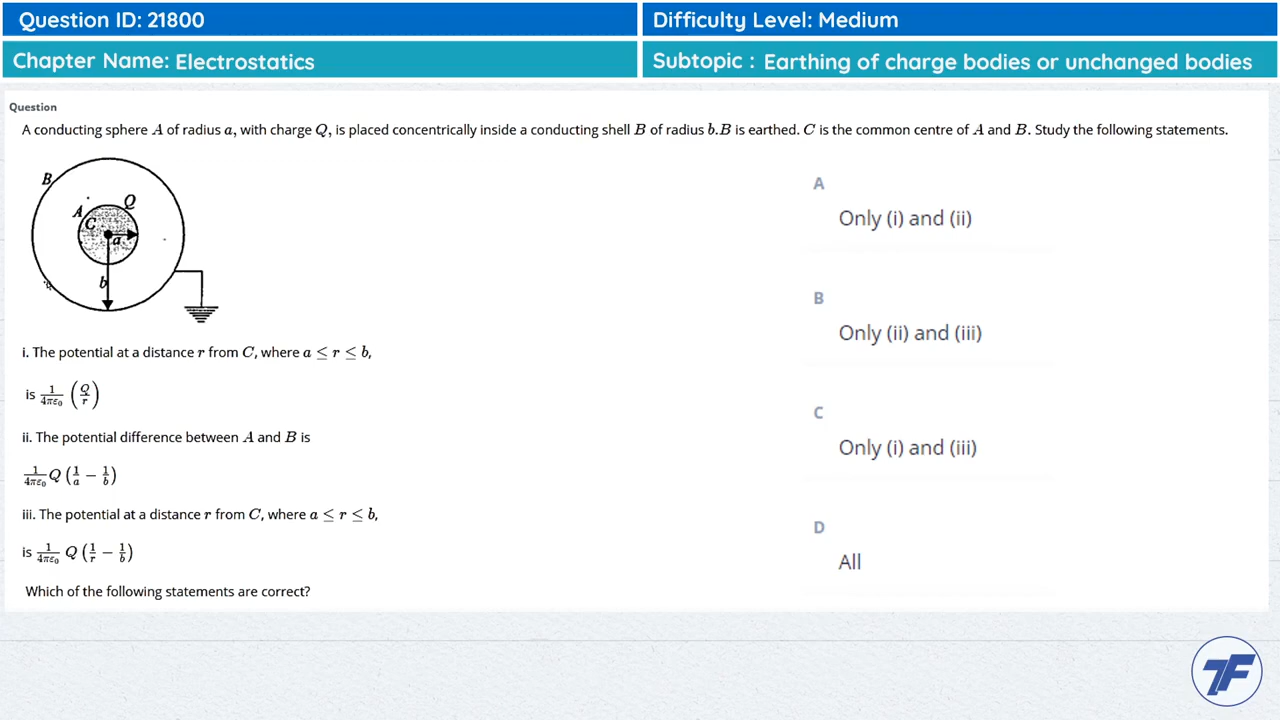 Question ID: 21800
Difficulty Level: Medium
Chapter Name: Electrostatics
Subtopic : Earthing of charge bodies or unchanged bodies
Question
A conducting sphere A of radius a, with charge Q, is placed concentrically inside a conducting shell B of radius b.B is earthed. C is the common centre of A and B. Study the following statements.
B
A
Q
C
a
b
i. The potential at a distance r from C, where a ≤ r ≤ b,
is 1/4πε₀ (Q/r)
ii. The potential difference between A and B is
1/4πε₀ Q (1/a − 1/b)
iii. The potential at a distance r from C, where a ≤ r ≤ b,
is 1/4πε₀ Q (1/r − 1/b)
Which of the following statements are correct?
A
Only (i) and (ii)
B
Only (ii) and (iii)
C
Only (i) and (iii)
D
All